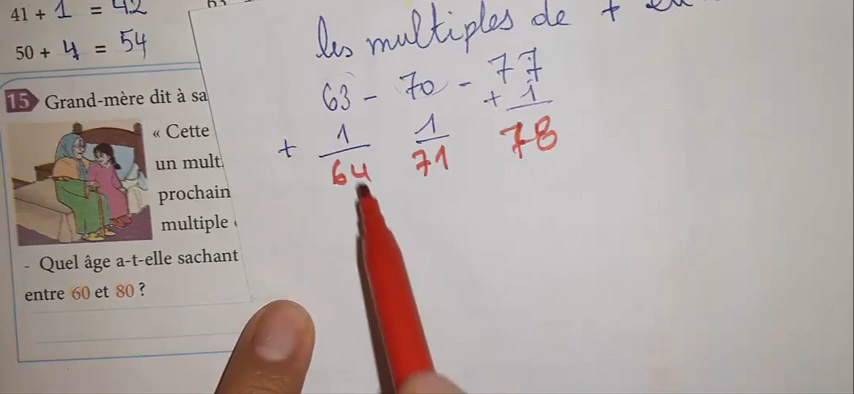 41 + 1 = 42
50 + 4 = 54
15 Grand-mère dit à sa
« Cette
un mult
prochain
multiple
- Quel âge a-t-elle sachant
entre 60 et 80 ?
les multiples de 7
63 - 70 - 77
+ 1 1 + 1
64 71 78